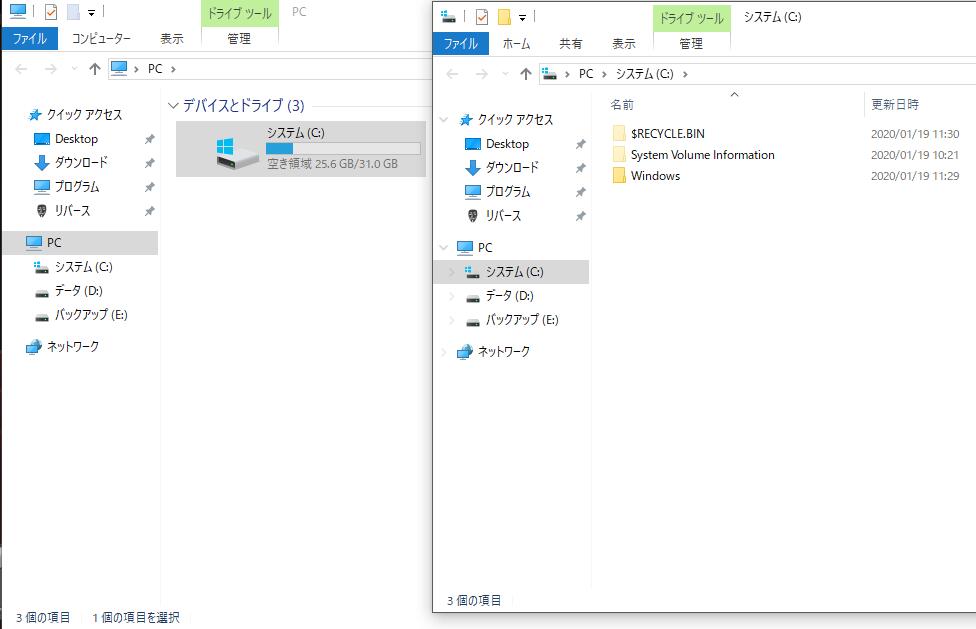 ドライブ ツール
PC
ファイル
コンピューター
表示
管理
PC
クイック アクセス
Desktop
ダウンロード
プログラム
リバース
PC
システム (C:)
データ (D:)
バックアップ (E:)
ネットワーク
デバイスとドライブ (3)
システム (C:)
空き領域 25.6 GB/31.0 GB
3 個の項目 1 個の項目を選択
ドライブ ツール
システム (C:)
ファイル
ホーム
共有
表示
管理
PC システム (C:)
クイック アクセス
Desktop
ダウンロード
プログラム
リバース
PC
システム (C:)
データ (D:)
バックアップ (E:)
ネットワーク
名前 更新日時
$RECYCLE.BIN 2020/01/19 11:30
System Volume Information 2020/01/19 10:21
Windows 2020/01/19 11:29
3 個の項目